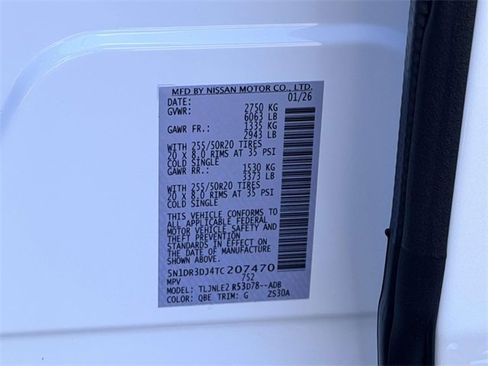 MFD BY NISSAN MOTOR CO., LTD.
DATE: 01/26
GVWR: 2750 KG
6063 LB
GAWR FR.: 1335 KG
2943 LB
WITH 255/50R20 TIRES
20 X 8.0 RIMS AT 35 PSI
COLD SINGLE
GAWR RR.: 1530 KG
3373 LB
WITH 255/50R20 TIRES
20 X 8.0 RIMS AT 35 PSI
COLD SINGLE
THIS VEHICLE CONFORMS TO
ALL APPLICABLE FEDERAL
MOTOR VEHICLE SAFETY AND
THEFT PREVENTION
STANDARDS IN EFFECT ON
THE DATE OF MANUFACTURE
SHOWN ABOVE.
5N1DR3DJ4TC207470
MPV 752
MODEL: TLJNLE2 R53D78--ADB
COLOR: QBE TRIM: G ZS30A